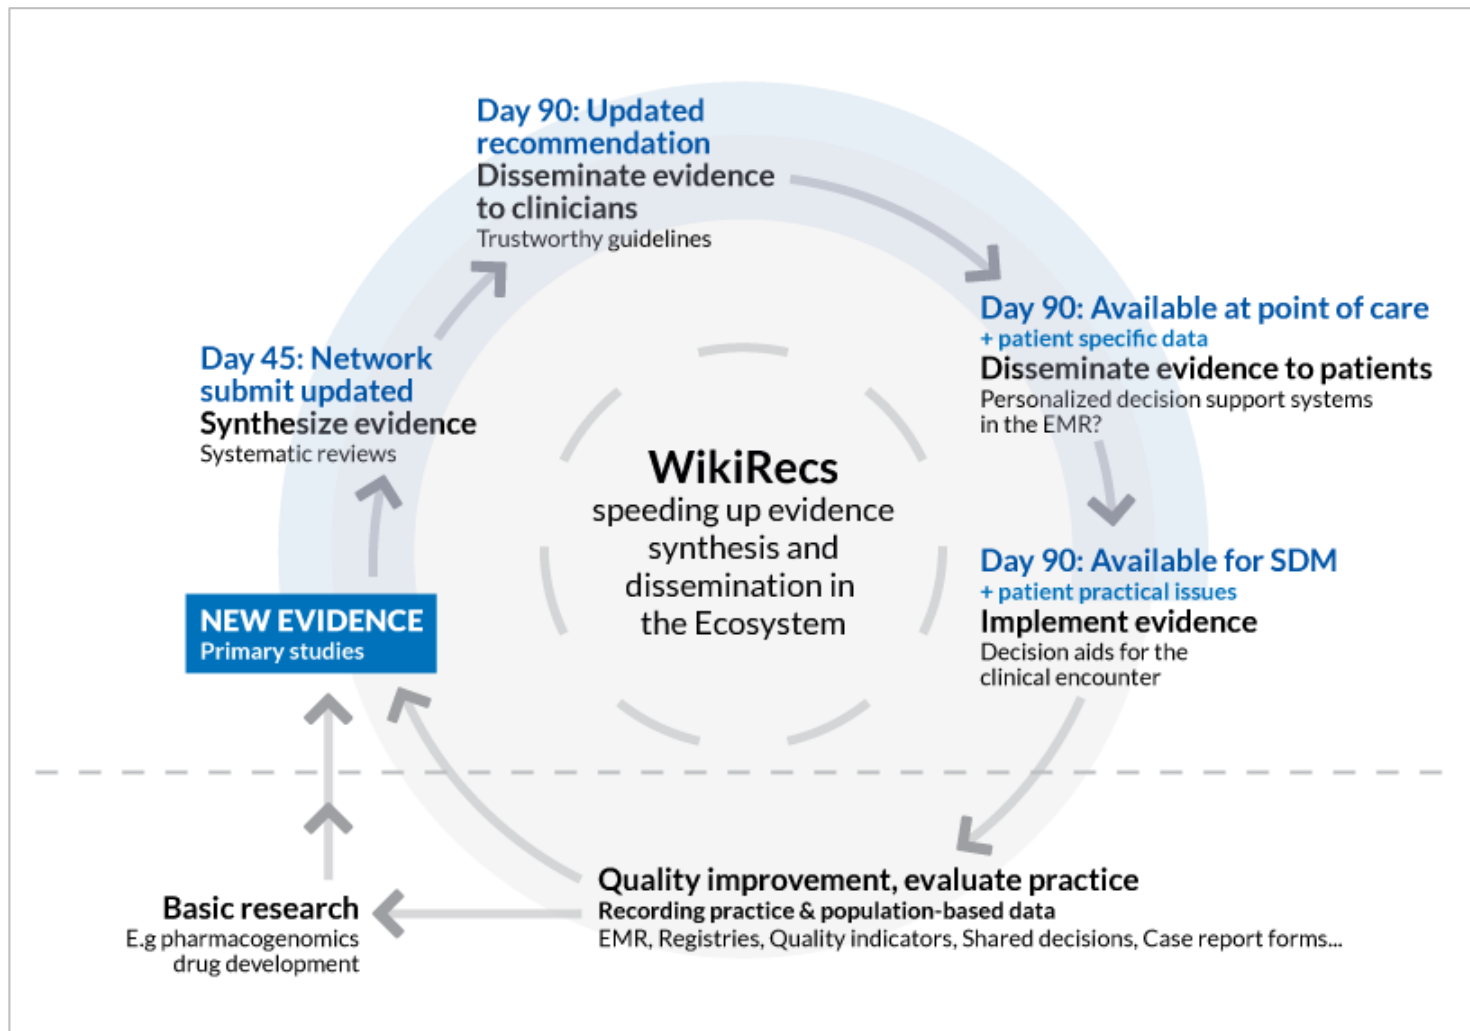 Day 90: Updated
recommendation
Disseminate evidence
to clinicians
Trustworthy guidelines
Day 90: Available at point of care
+ patient specific data
Disseminate evidence to patients
Personalized decision support systems
in the EMR?
Day 45: Network
submit updated
Synthesize evidence
Systematic reviews
WikiRecs
speeding up evidence
synthesis and
dissemination in
the Ecosystem
Day 90: Available for SDM
+ patient practical issues
Implement evidence
Decision aids for the
clinical encounter
NEW EVIDENCE
Primary studies
Quality improvement, evaluate practice
Recording practice & population-based data
EMR, Registries, Quality indicators, Shared decisions, Case report forms...
Basic research
E.g pharmacogenomics
drug development